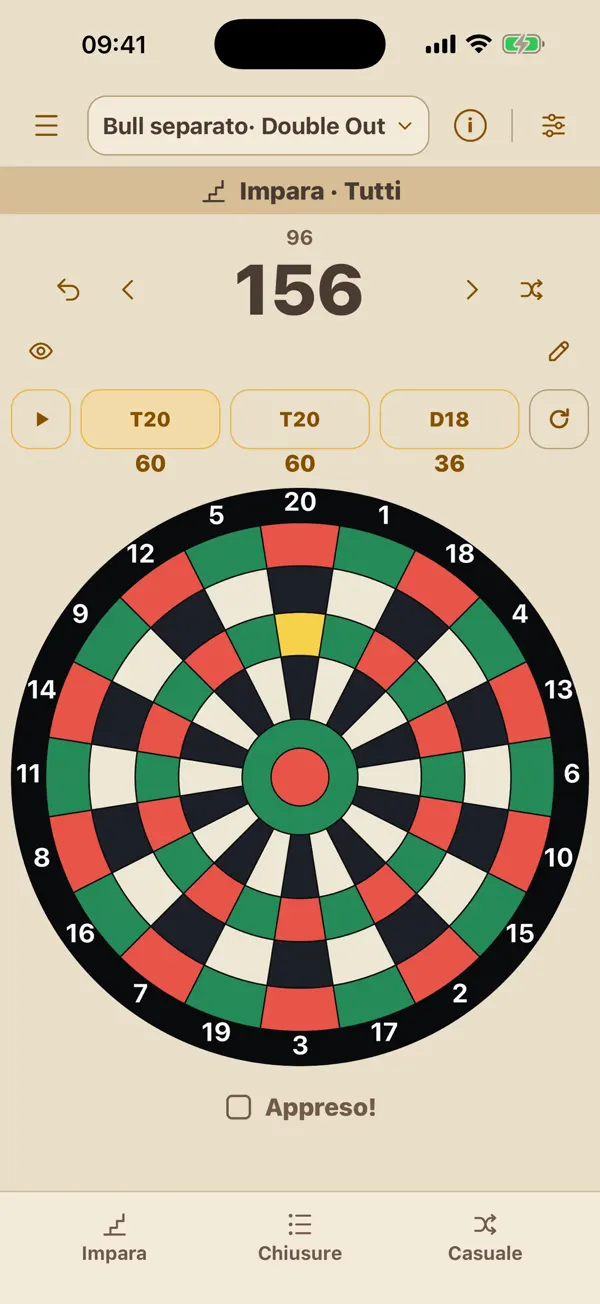 09:41
Bull separato· Double Out
Impara · Tutti
96
156
T20 T20 D18
60 60 36
20
5 1
12 18
9 4
14 13
11 6
8 10
16 15
7 2
19 17
3
Appreso!
Impara Chiusure Casuale